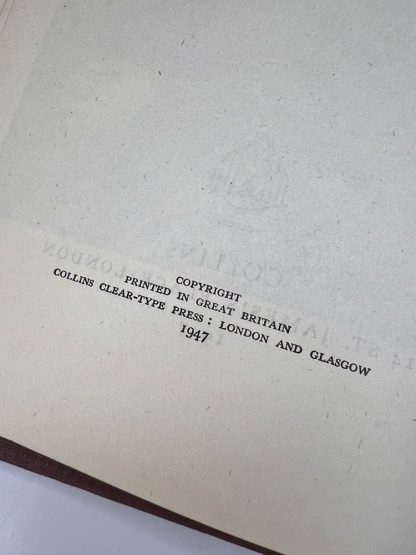 COPYRIGHT
PRINTED IN GREAT BRITAIN
COLLINS CLEAR-TYPE PRESS : LONDON AND GLASGOW
1947